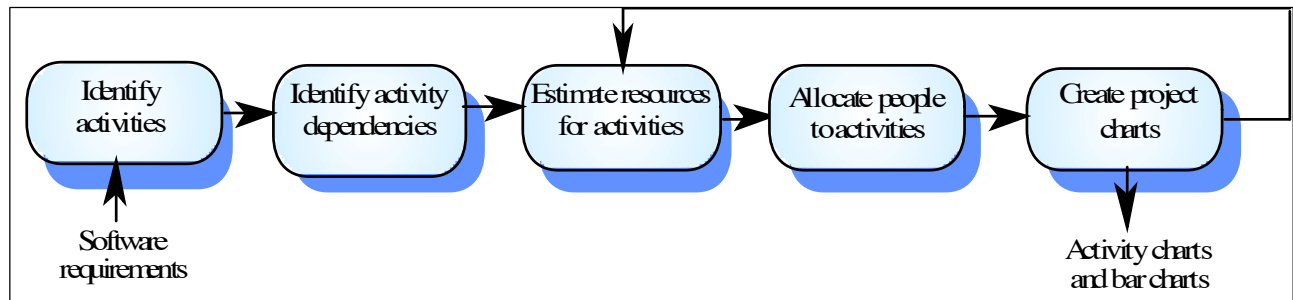 Identify
activities
Identify activity
dependencies
Estimate resources
for activities
Allocate people
to activities
Create project
charts
Software
requirements
Activity charts
and bar charts